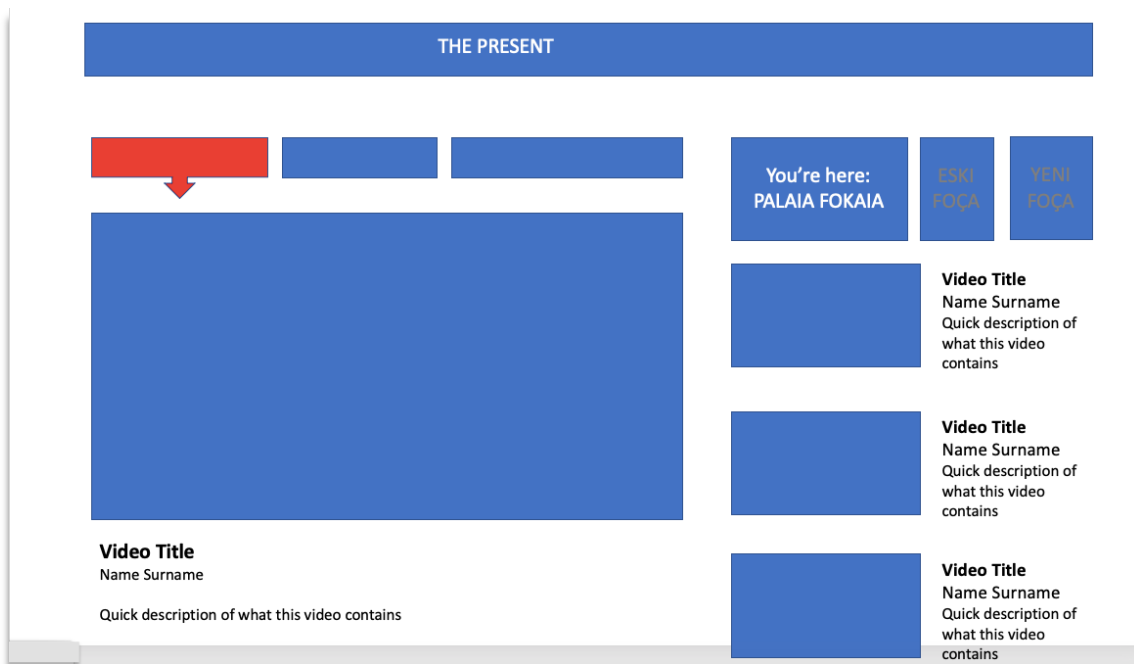 THE PRESENT
You're here:
PALAIA FOKAIA
ESKI
FOÇA
YENI
FOÇA
Video Title
Name Surname
Quick description of what this video contains
Video Title
Name Surname
Quick description of
what this video
contains
Video Title
Name Surname
Quick description of
what this video
contains
Video Title
Name Surname
Quick description of
what this video
contains